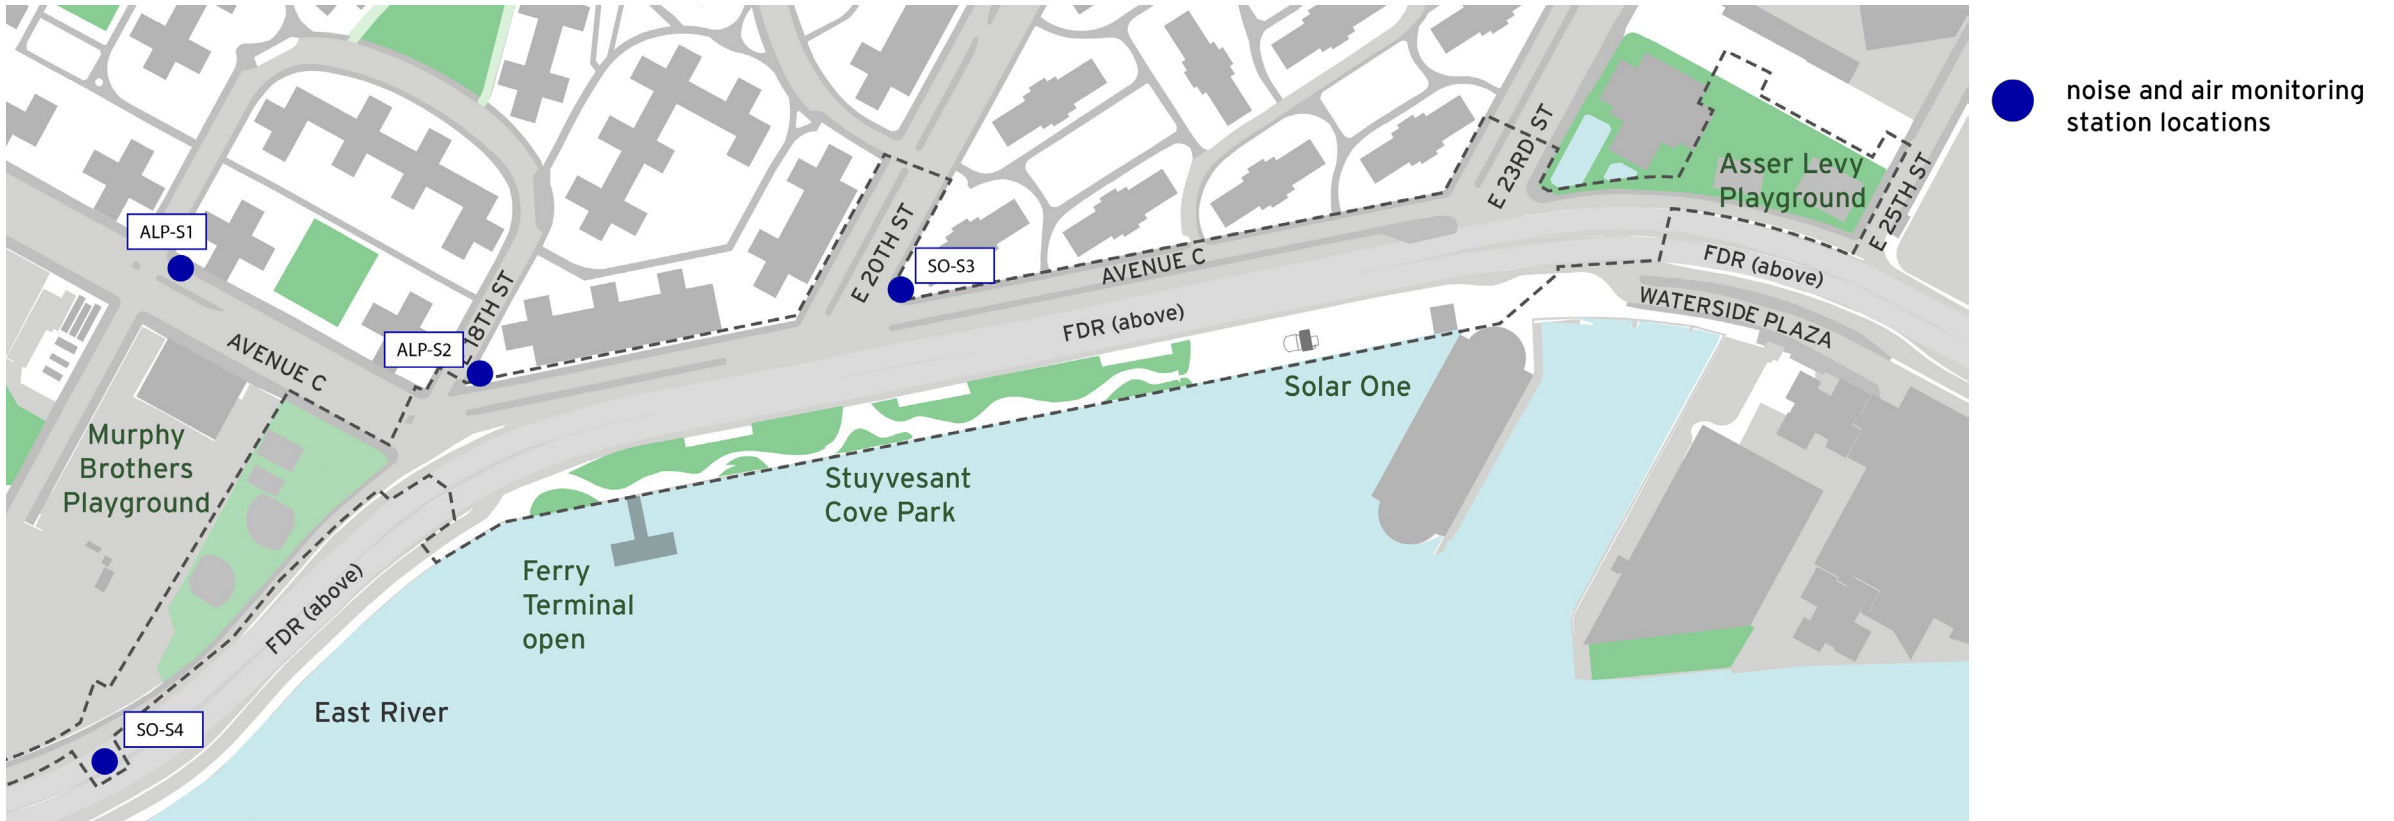 noise and air monitoring
station locations
E 23RD ST
Asser Levy
Playground
E 25TH ST
ALP-S1
E 20TH ST
SO-S3
AVENUE C
FDR (above)
FDR (above)
WATERSIDE PLAZA
18TH ST
ALP-S2
AVENUE C
Solar One
Murphy
Brothers
Playground
Stuyvesant
Cove Park
FDR (above)
Ferry
Terminal
open
East River
SO-S4